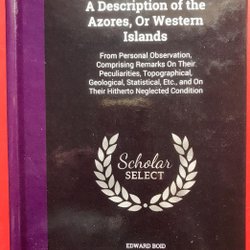 A Description of the
Azores, Or Western
Islands
From Personal Observation,
Comprising Remarks On Their
Peculiarities, Topographical,
Geological, Statistical, Etc., and On
Their Hitherto Neglected Condition
Scholar
SELECT
EDWARD BOID